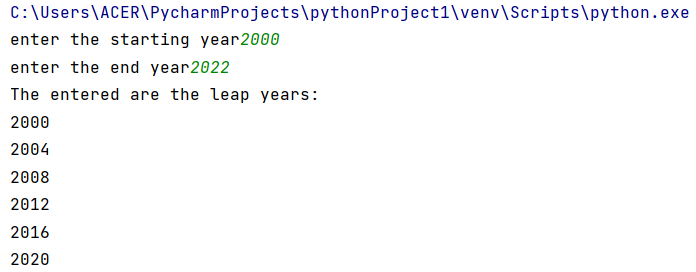 C:\Users\ACER\PycharmProjects\pythonProject1\venv\Scripts\python.exe
enter the starting year2000
enter the end year2022
The entered are the leap years:
2000
2004
2008
2012
2016
2020